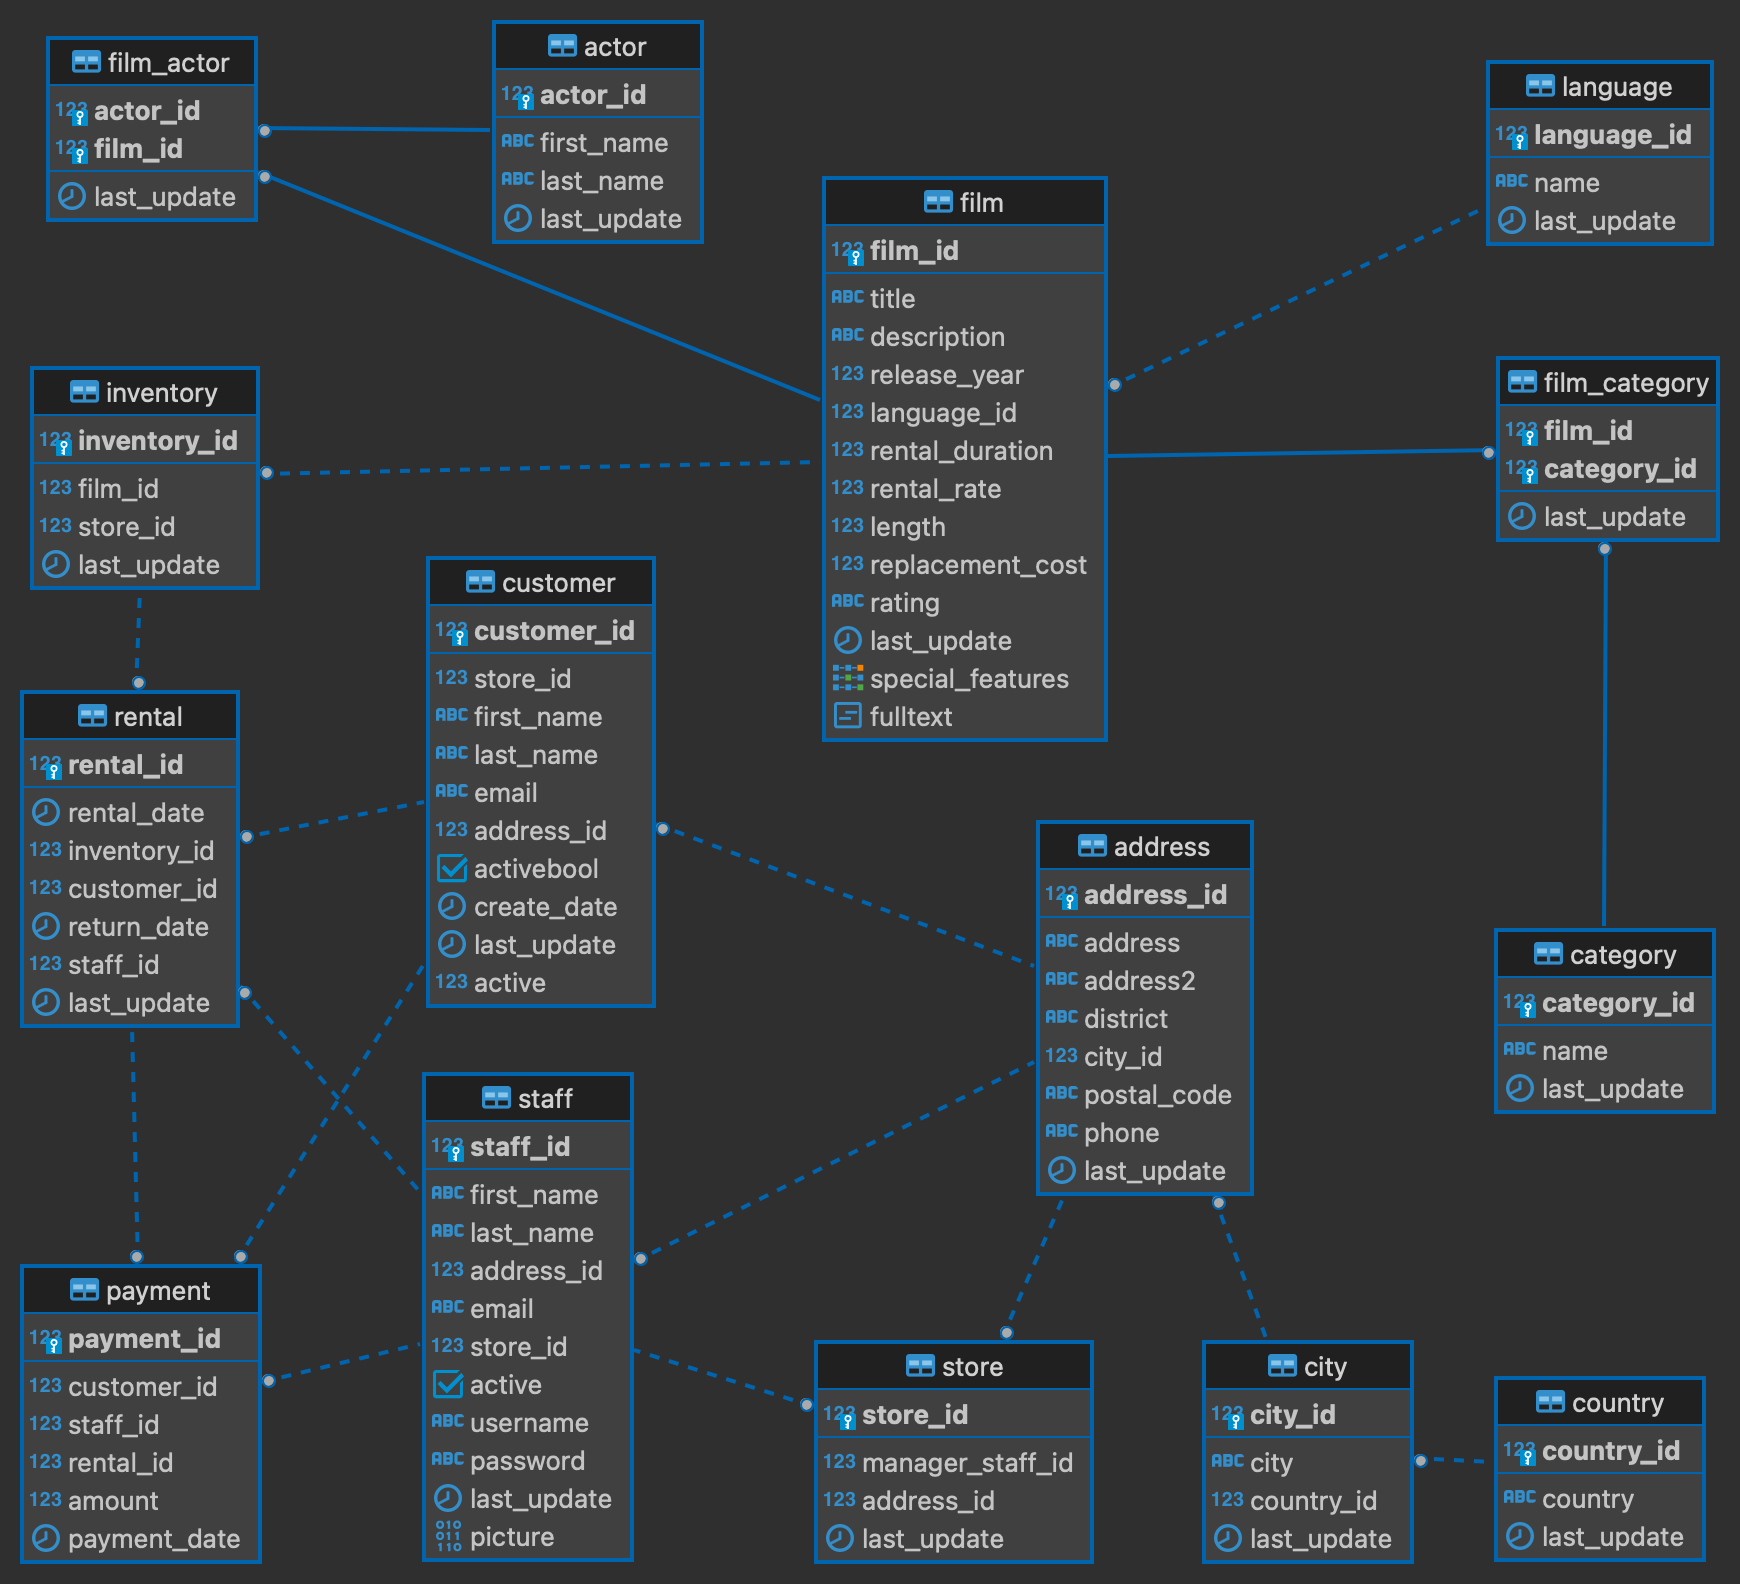 film_actor
123 actor_id
123 film_id
last_update
actor
123 actor_id
ABC first_name
ABC last_name
last_update
language
123 language_id
ABC name
last_update
film
123 film_id
ABC title
ABC description
123 release_year
123 language_id
123 rental_duration
123 rental_rate
123 length
123 replacement_cost
ABC rating
last_update
special_features
fulltext
film_category
123 film_id
123 category_id
last_update
inventory
123 inventory_id
123 film_id
123 store_id
last_update
customer
123 customer_id
123 store_id
ABC first_name
ABC last_name
ABC email
123 address_id
activebool
create_date
last_update
123 active
rental
123 rental_id
rental_date
123 inventory_id
123 customer_id
return_date
123 staff_id
last_update
address
123 address_id
ABC address
ABC address2
ABC district
123 city_id
ABC postal_code
ABC phone
last_update
category
123 category_id
ABC name
last_update
staff
123 staff_id
ABC first_name
ABC last_name
123 address_id
ABC email
123 store_id
active
ABC username
ABC password
last_update
010
011
110 picture
payment
123 payment_id
123 customer_id
123 staff_id
123 rental_id
123 amount
payment_date
store
123 store_id
123 manager_staff_id
123 address_id
last_update
city
123 city_id
ABC city
123 country_id
last_update
country
123 country_id
ABC country
last_update